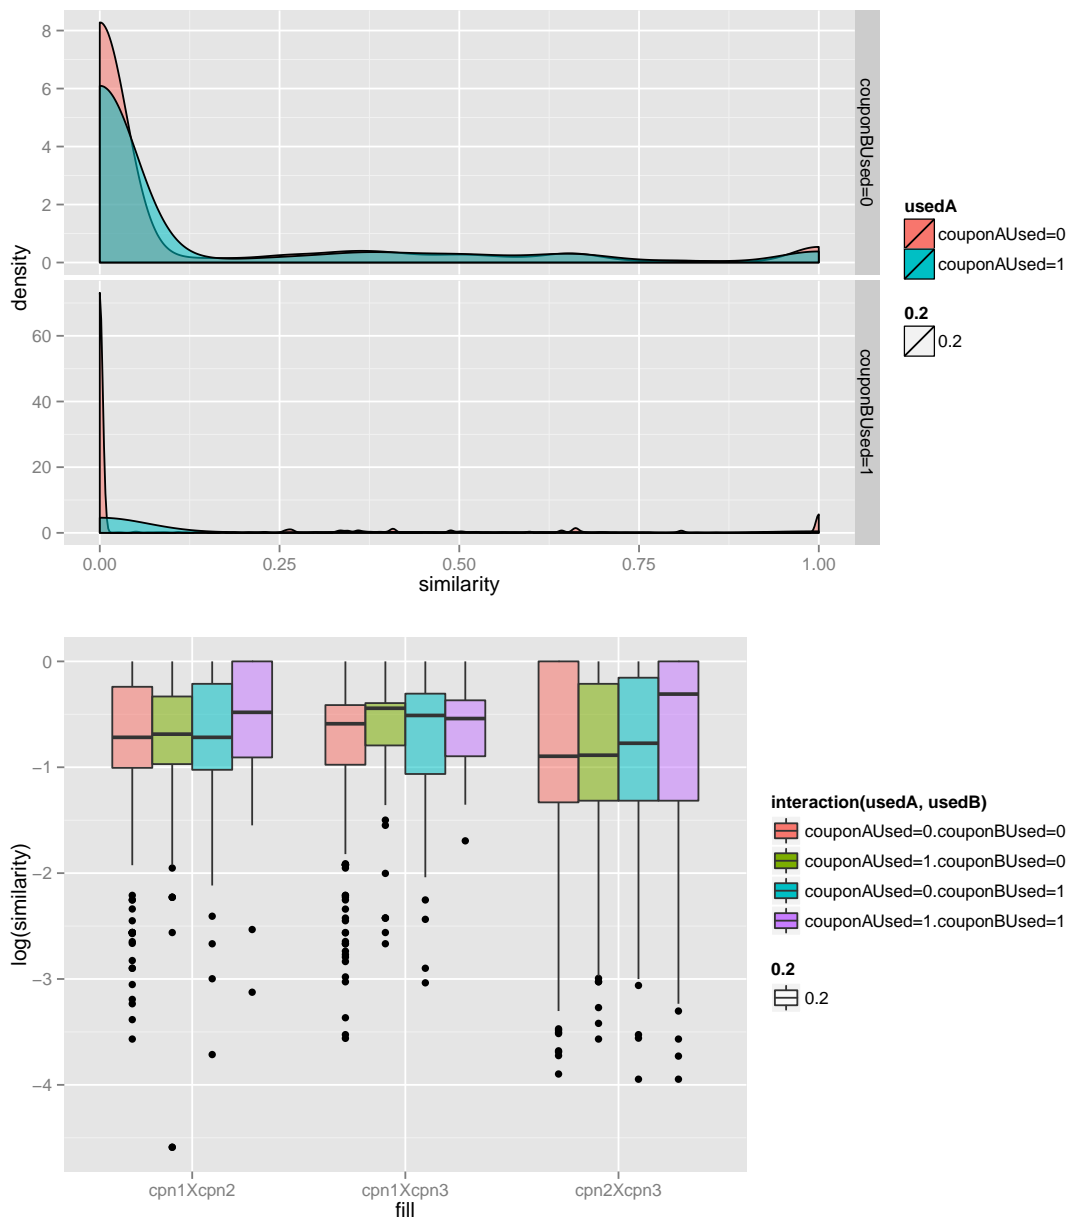 8
6
4
2
0
couponBUsed=0
density
60
40
20
0
couponBUsed=1
0.00 0.25 0.50 0.75 1.00
similarity
usedA
couponAUsed=0
couponAUsed=1
0.2
0.2
0
−1
−2
−3
−4
log(similarity)
cpn1Xcpn2 cpn1Xcpn3 cpn2Xcpn3
fill
interaction(usedA, usedB)
couponAUsed=0.couponBUsed=0
couponAUsed=1.couponBUsed=0
couponAUsed=0.couponBUsed=1
couponAUsed=1.couponBUsed=1
0.2
0.2